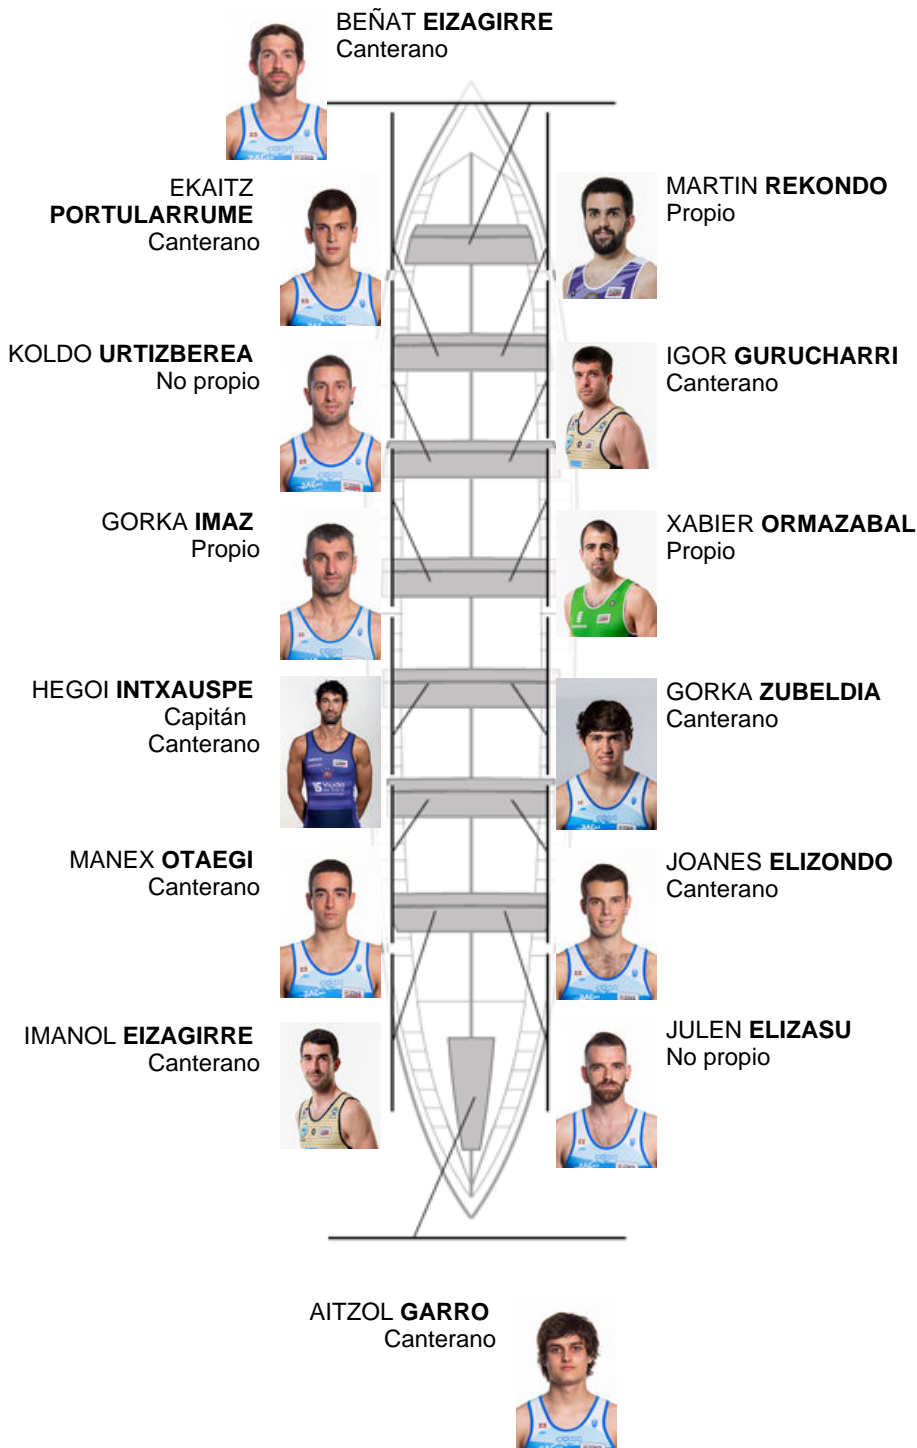 BEÑAT EIZAGIRRE
Canterano
EKAITZ
PORTULARRUME
Canterano
MARTIN REKONDO
Propio
KOLDO URTIZBEREA
No propio
IGOR GURUCHARRI
Canterano
GORKA IMAZ
Propio
XABIER ORMAZABAL
Propio
HEGOI INTXAUSPE
Capitán
Canterano
GORKA ZUBELDIA
Canterano
MANEX OTAEGI
Canterano
JOANES ELIZONDO
Canterano
IMANOL EIZAGIRRE
Canterano
JULEN ELIZASU
No propio
AITZOL GARRO
Canterano